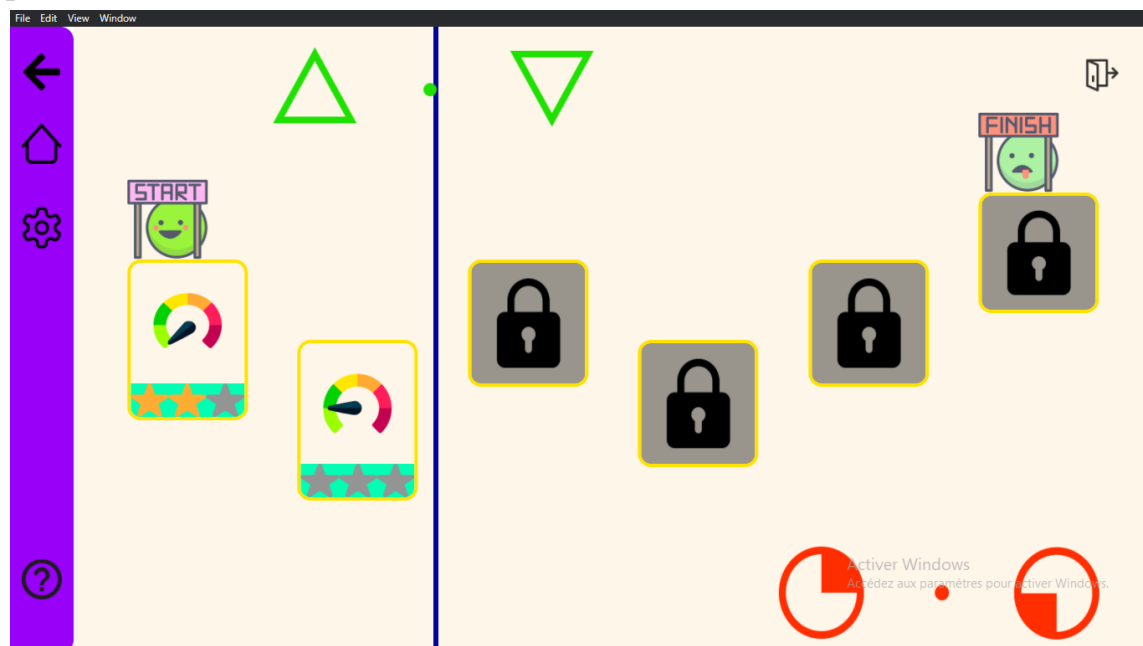 File Edit View Window
FINISH
START
Activer Windows
Accédez aux paramètres pour activer Windows.